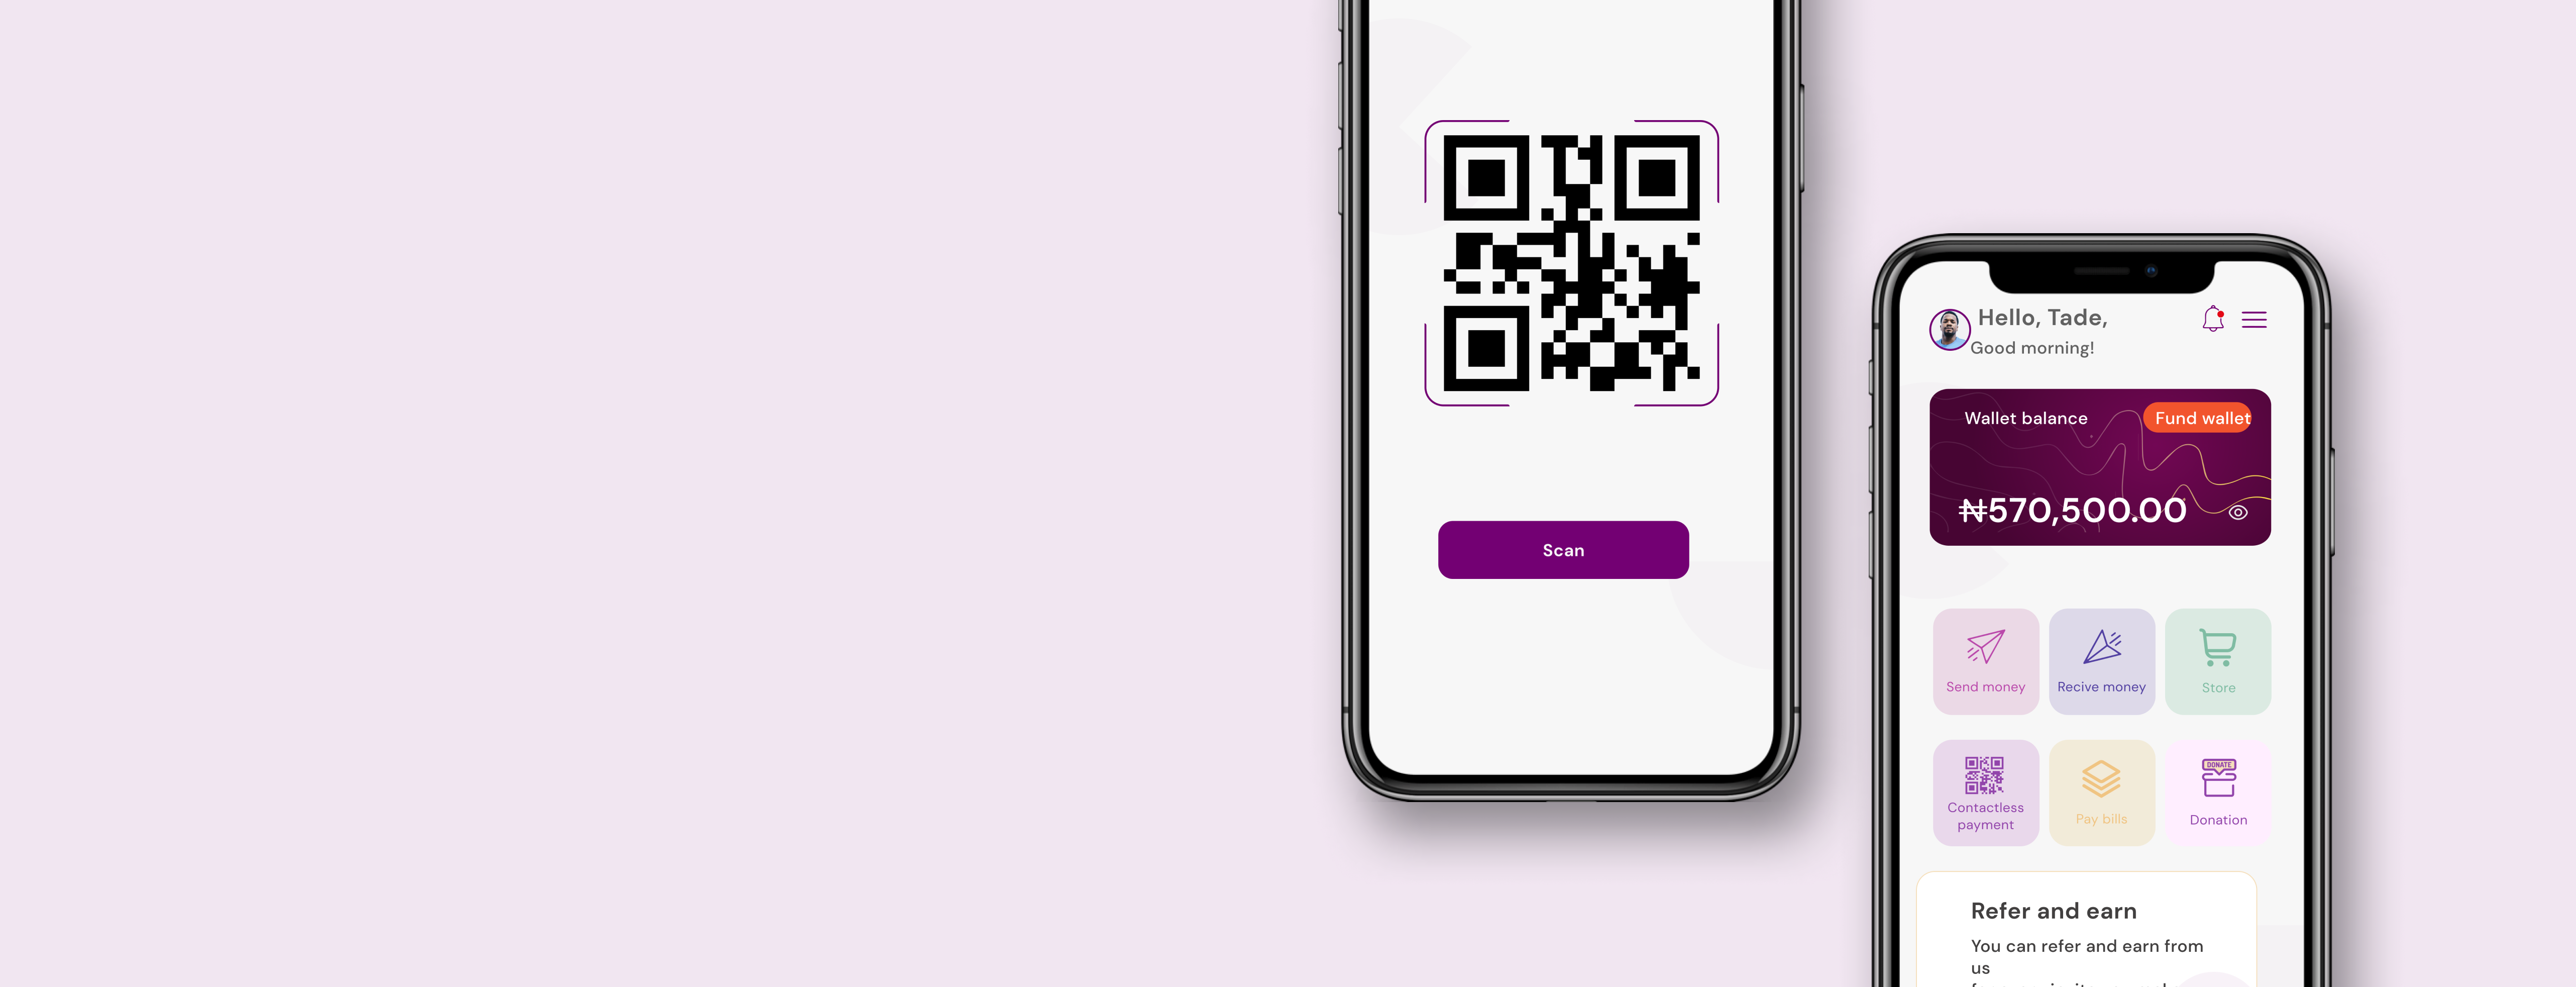 Scan
Hello, Tade,
Good morning!
Wallet balance
Fund wallet
₦570,500.00
Send money
Recive money
Store
Contactless
payment
Pay bills
DONATE
Donation
Refer and earn
You can refer and earn from
us